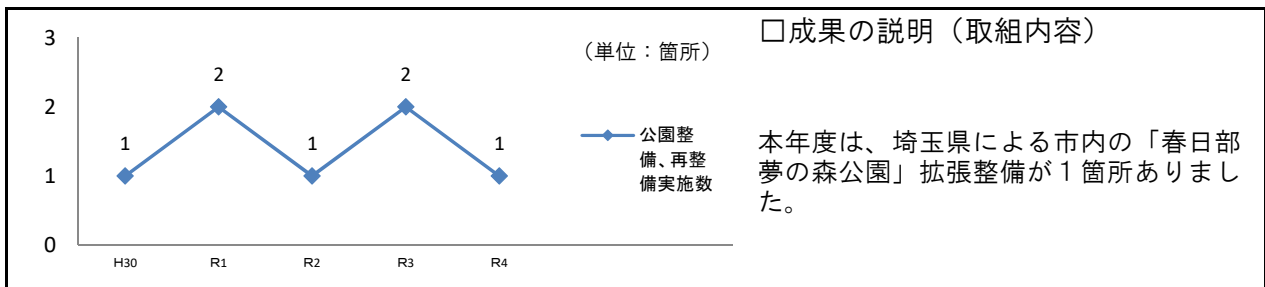 3
2
1
0
（単位：箇所）
1
2
1
2
1
H30
R1
R2
R3
R4
公園整
備、再整
備実施数
□成果の説明（取組内容）
本年度は、埼玉県による市内の「春日部
夢の森公園」拡張整備が１箇所ありまし
た。